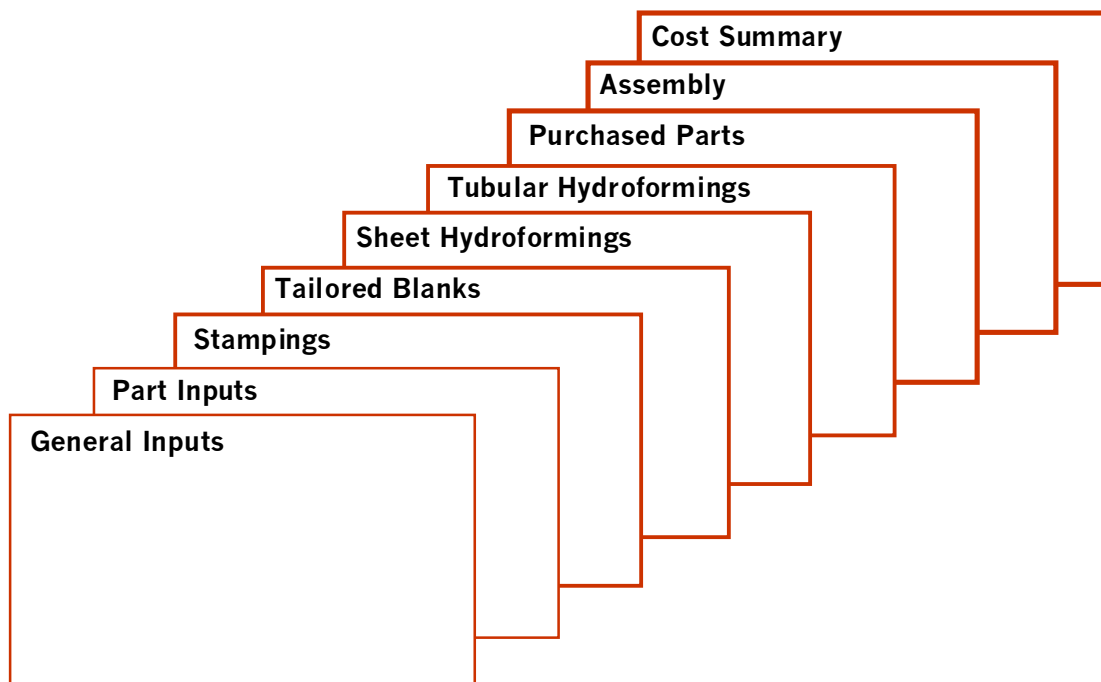 Cost Summary
Assembly
Purchased Parts
Tubular Hydroformings
Sheet Hydroformings
Tailored Blanks
Stampings
Part Inputs
General Inputs